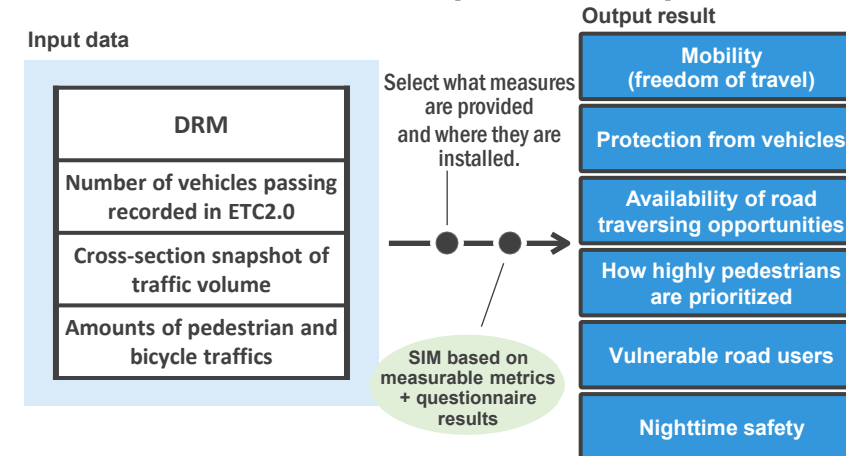 Input data
DRM
Number of vehicles passing
recorded in ETC2.0
Cross-section snapshot of
traffic volume
Amounts of pedestrian and
bicycle traffics
Select what measures
are provided
and where they are
installed.
SIM based on
measurable metrics
+ questionnaire
results
Output result
Mobility
(freedom of travel)
Protection from vehicles
Availability of road
traversing opportunities
How highly pedestrians
are prioritized
Vulnerable road users
Nighttime safety